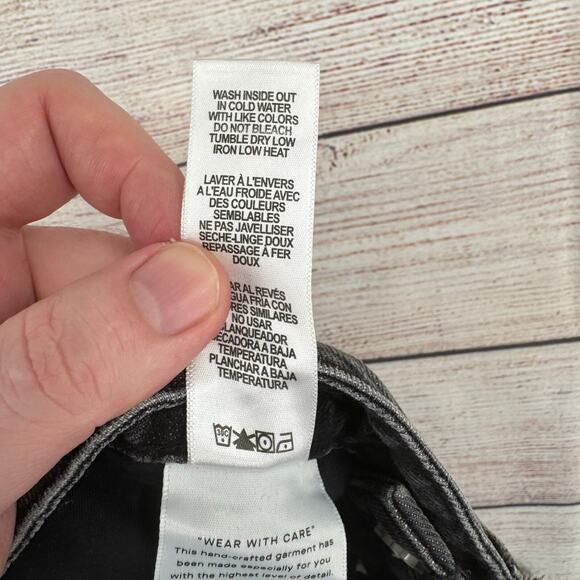 WASH INSIDE OUT
IN COLD WATER
WITH LIKE COLORS
DO NOT BLEACH
TUMBLE DRY LOW
IRON LOW HEAT
LAVER À L'ENVERS
A L'EAU FROIDE AVEC
DES COULEURS
SEMBLABLES
NE PAS JAVELLISER
SECHE-LINGE DOUX
REPASSAGE À FER
DOUX
AL REVÉS
FRIA CON
SIMILARES
NO USAR
A BAJA
TEMPERATURA
PLANCHAR A BAJA
TEMPERATURA
"WEAR WITH CARE"
This hand-crafted garment has
been made especially for you
with the highest level of detail.